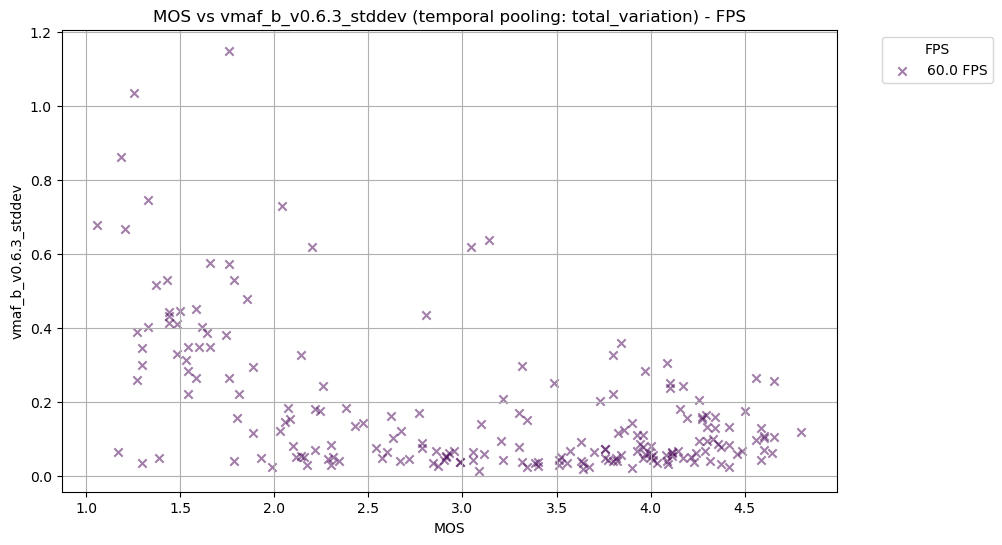 MOS vs vmaf_b_v0.6.3_stddev (temporal pooling: total_variation) - FPS
FPS
60.0 FPS
vmaf_b_v0.6.3_stddev
1.2
1.0
0.8
0.6
0.4
0.2
0.0
1.0 1.5 2.0 2.5 3.0 3.5 4.0 4.5
MOS